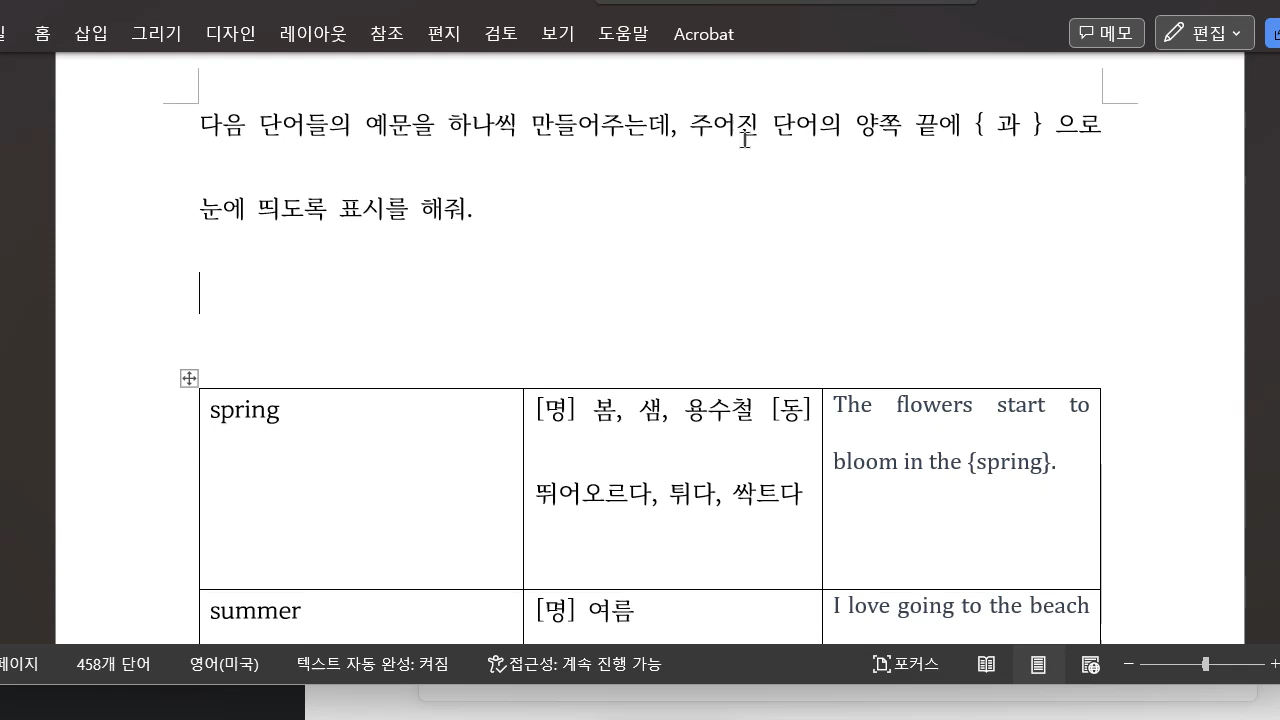 홈 삽입 그리기 디자인 레이아웃 참조 편지 검토 보기 도움말 Acrobat 메모 편집
다음 단어들의 예문을 하나씩 만들어주는데, 주어진 단어의 양쪽 끝에 { 과 } 으로
눈에 띄도록 표시를 해줘.
spring
[명] 봄, 샘, 용수철 [동]
뛰어오르다, 튀다, 싹트다
The flowers start to
bloom in the {spring}.
summer
[명] 여름
I love going to the beach
페이지 458개 단어 영어(미국) 텍스트 자동 완성: 켜짐 접근성: 계속 진행 가능 포커스